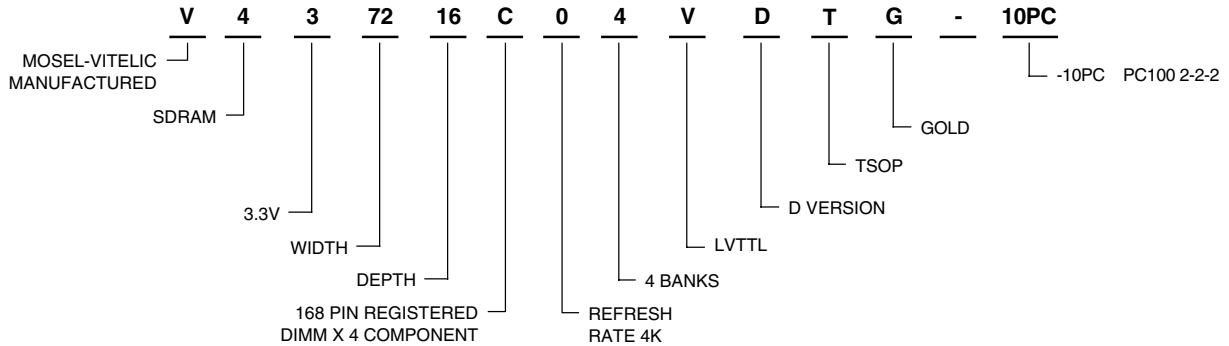 V 4 3 72 16 C 0 4 V D T G - 10PC
MOSEL-VITELIC
MANUFACTURED
-10PC PC100 2-2-2
SDRAM
GOLD
TSOP
3.3V
D VERSION
WIDTH
LVTTL
DEPTH
4 BANKS
168 PIN REGISTERED
DIMM X 4 COMPONENT
REFRESH
RATE 4K